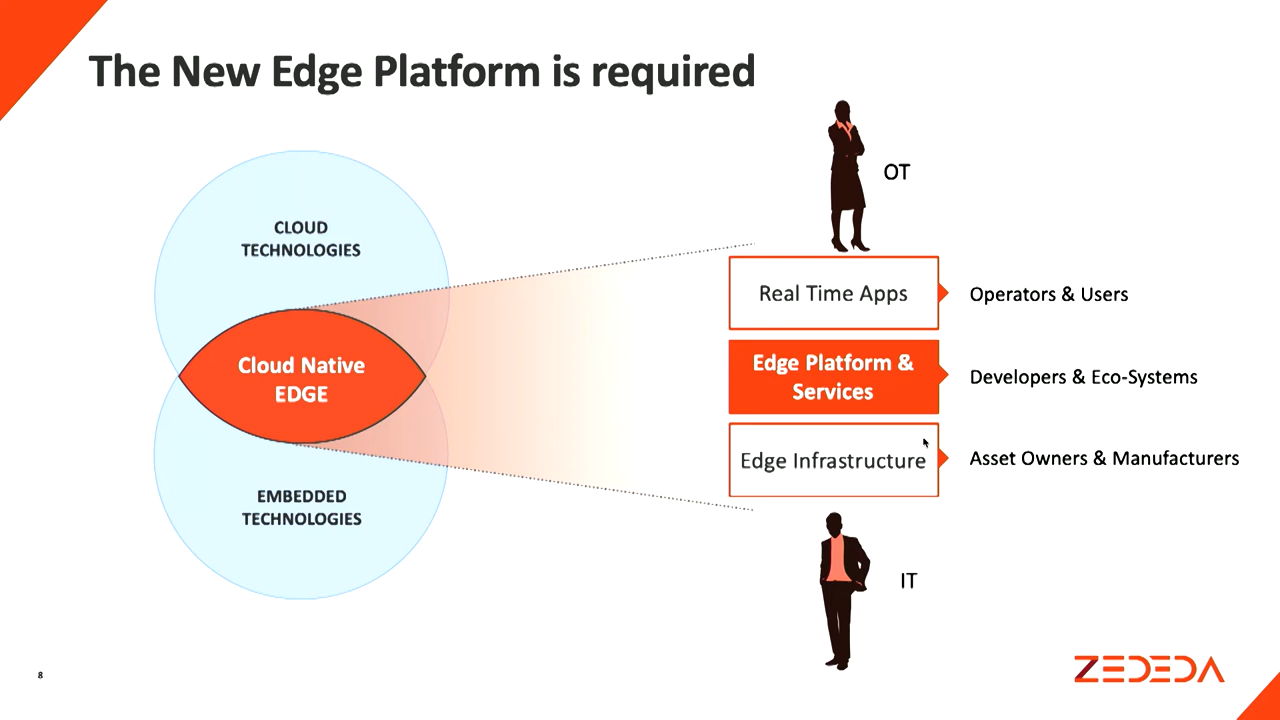 The New Edge Platform is required
CLOUD
TECHNOLOGIES
Cloud Native
EDGE
EMBEDDED
TECHNOLOGIES
OT
Real Time Apps
Operators & Users
Edge Platform &
Services
Developers & Eco-Systems
Edge Infrastructure
Asset Owners & Manufacturers
IT
8
ZEDEDA